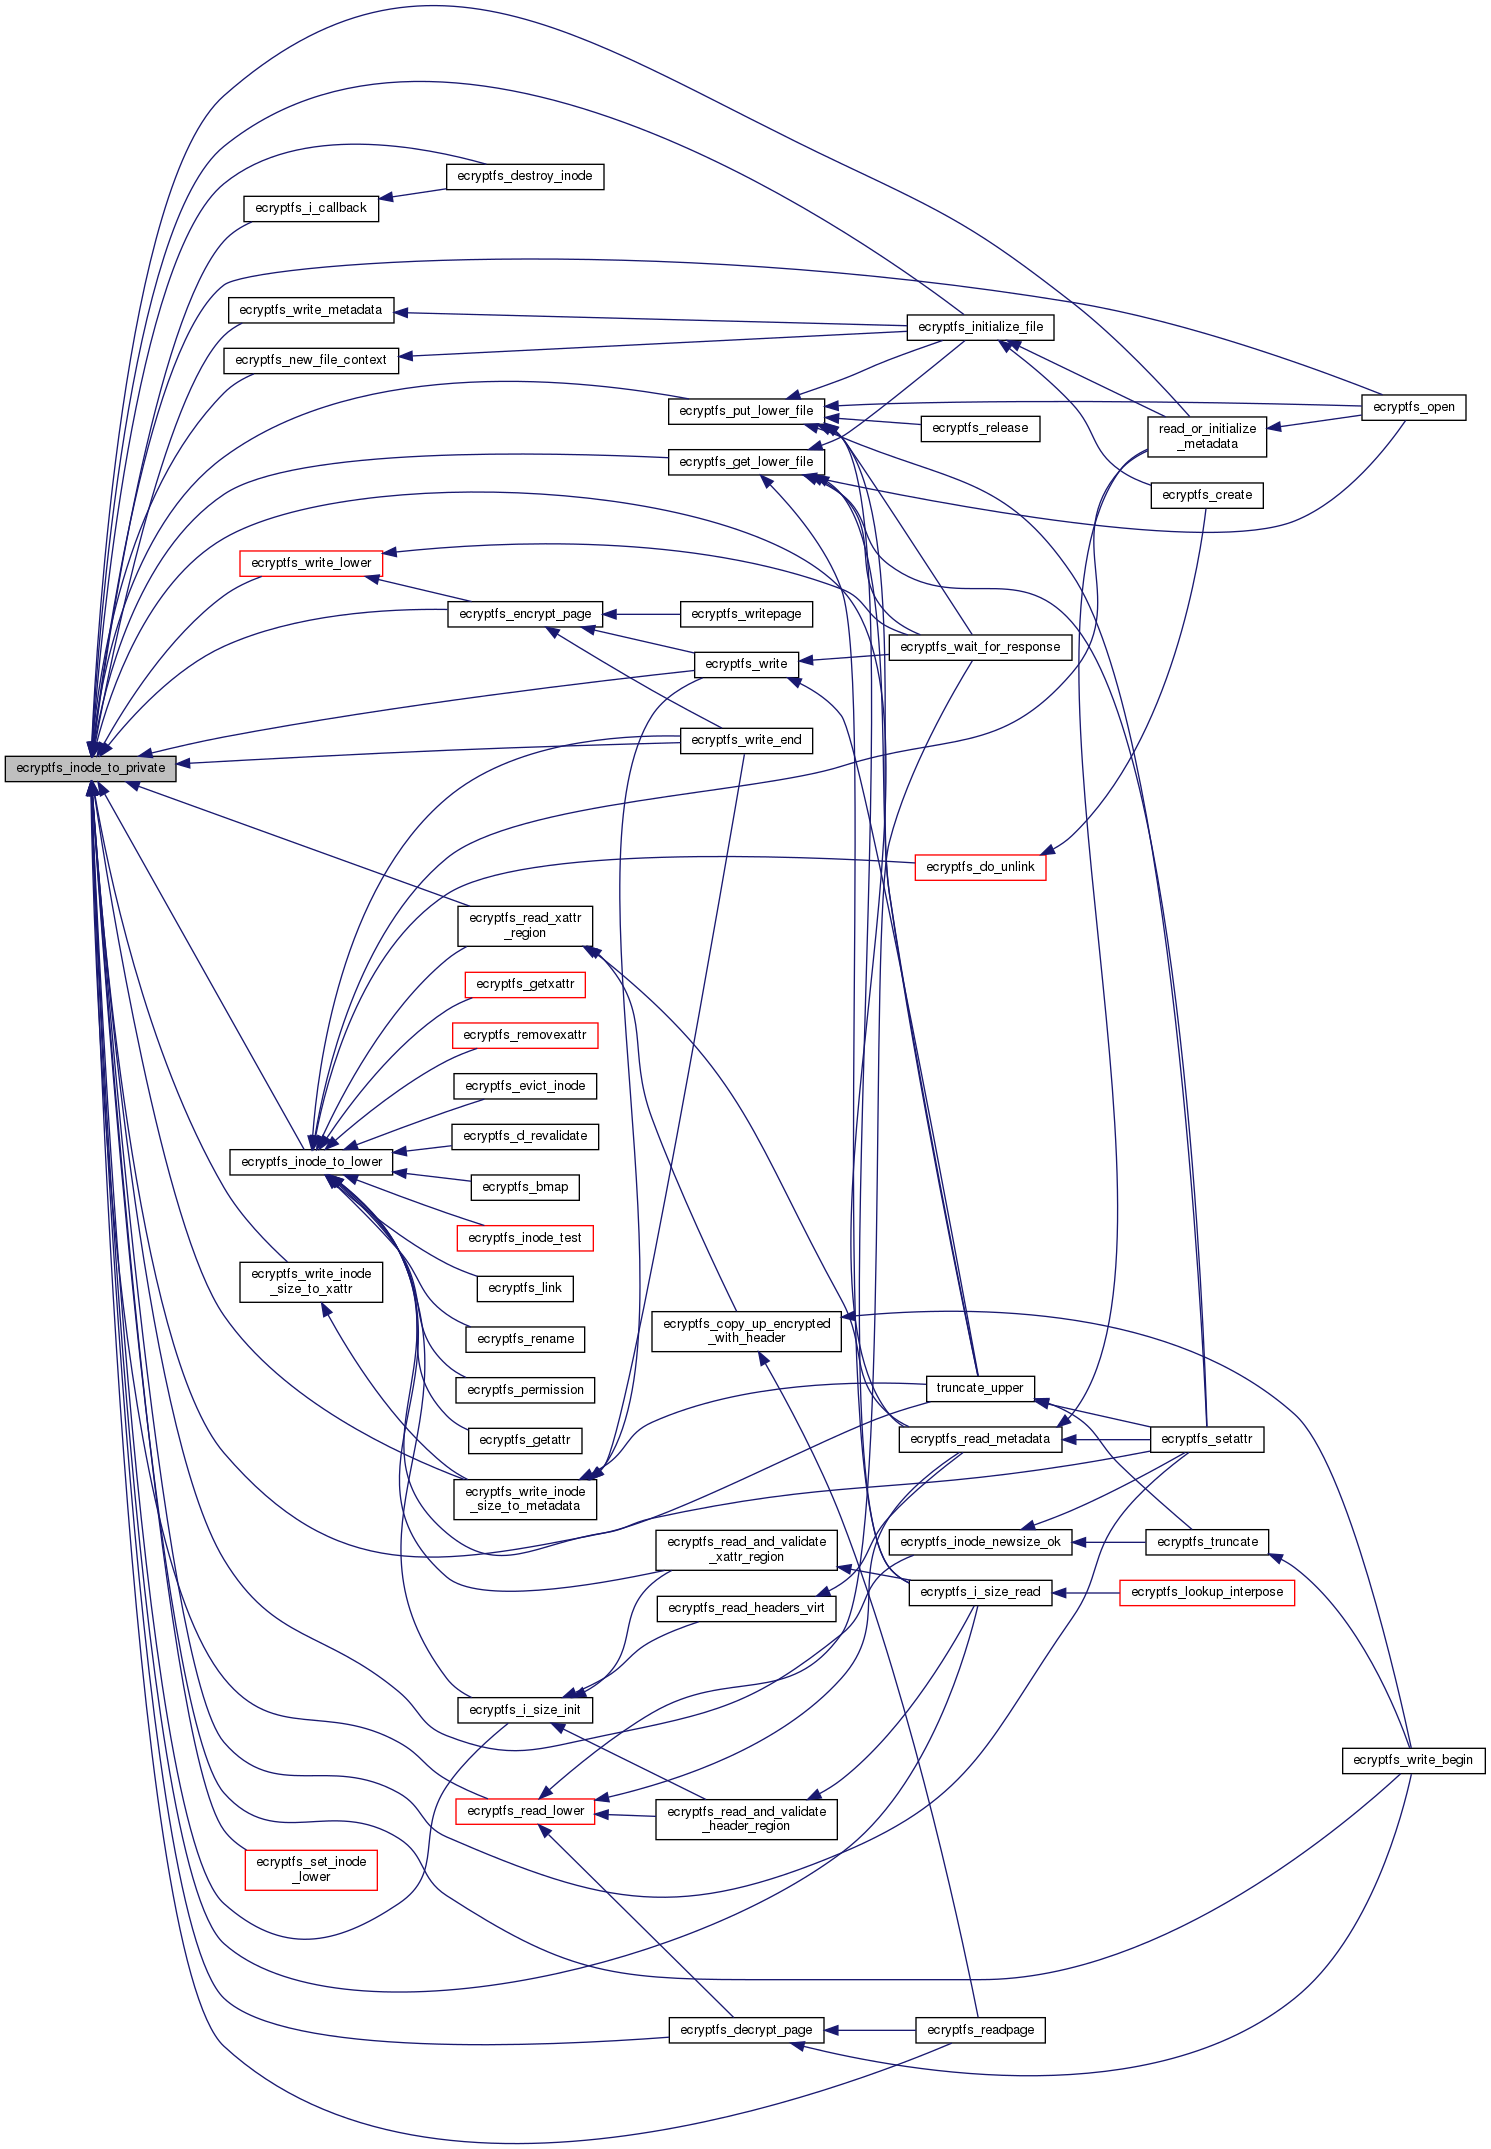 ecryptfs_destroy_inode
ecryptfs_i_callback
ecryptfs_write_metadata
ecryptfs_initialize_file
ecryptfs_new_file_context
ecryptfs_put_lower_file
ecryptfs_open
ecryptfs_release
read_or_initialize
_metadata
ecryptfs_get_lower_file
ecryptfs_create
ecryptfs_write_lower
ecryptfs_encrypt_page
ecryptfs_writepage
ecryptfs_wait_for_response
ecryptfs_write
ecryptfs_write_end
ecryptfs_inode_to_private
ecryptfs_do_unlink
ecryptfs_read_xattr
_region
ecryptfs_getxattr
ecryptfs_removexattr
ecryptfs_evict_inode
ecryptfs_d_revalidate
ecryptfs_inode_to_lower
ecryptfs_bmap
ecryptfs_inode_test
ecryptfs_write_inode
_size_to_xattr
ecryptfs_link
ecryptfs_copy_up_encrypted
_with_header
ecryptfs_rename
ecryptfs_permission
truncate_upper
ecryptfs_getattr
ecryptfs_read_metadata
ecryptfs_setattr
ecryptfs_write_inode
_size_to_metadata
ecryptfs_read_and_validate
_xattr_region
ecryptfs_inode_newsize_ok
ecryptfs_truncate
ecryptfs_i_size_read
ecryptfs_lookup_interpose
ecryptfs_read_headers_virt
ecryptfs_i_size_init
ecryptfs_write_begin
ecryptfs_read_lower
ecryptfs_read_and_validate
_header_region
ecryptfs_set_inode
_lower
ecryptfs_decrypt_page
ecryptfs_readpage